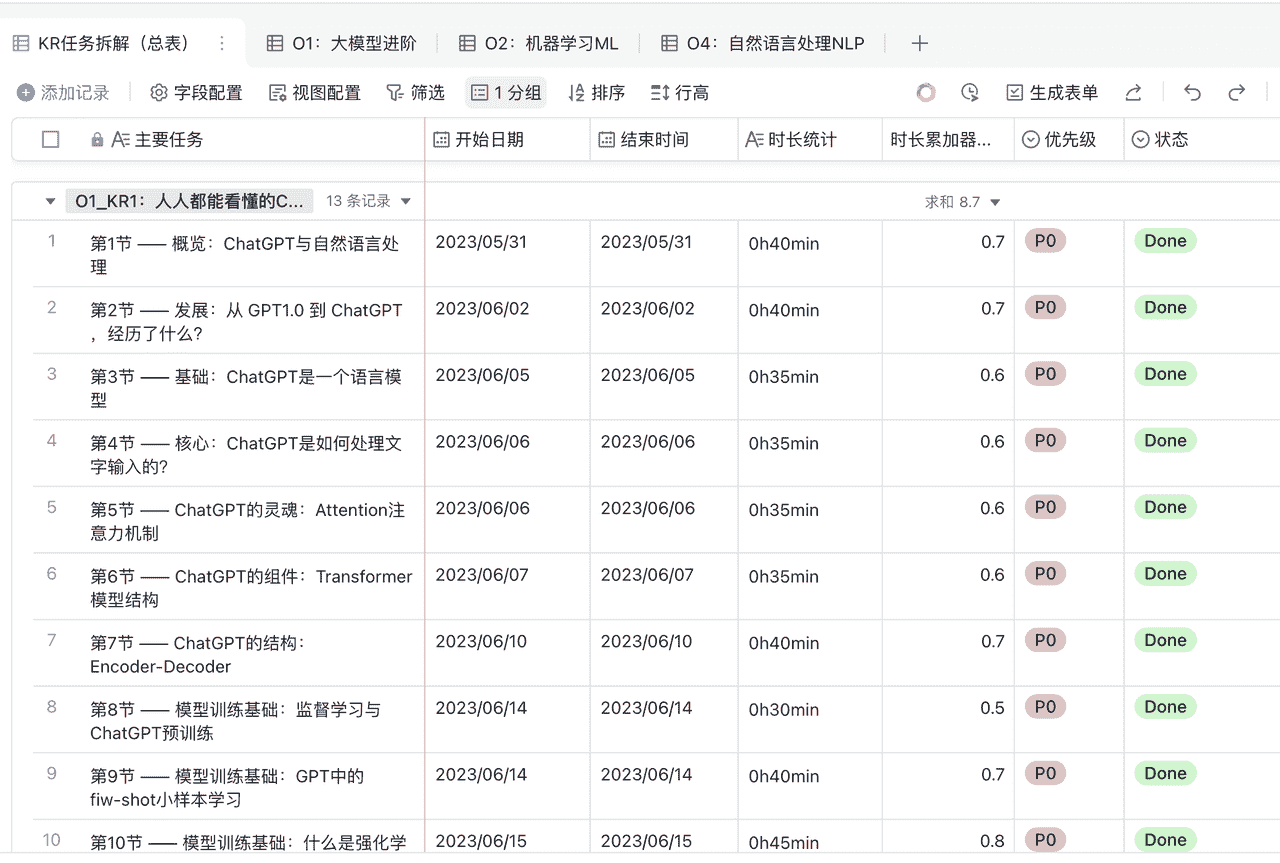 KR任务拆解（总表） O1：大模型进阶 O2：机器学习ML O4：自然语言处理NLP
添加记录 字段配置 视图配置 筛选 1 分组 排序 行高 生成表单
主要任务 开始日期 结束时间 时长统计 时长累加器... 优先级 状态
O1_KR1：人人都能看懂的C... 13 条记录 求和 8.7
1 第1节 —— 概览：ChatGPT与自然语言处 2023/05/31 2023/05/31 0h40min 0.7 P0 Done
理
2 第2节 —— 发展：从 GPT1.0 到 ChatGPT 2023/06/02 2023/06/02 0h40min 0.7 P0 Done
，经历了什么?
3 第3节 —— 基础：ChatGPT是一个语言模 2023/06/05 2023/06/05 0h35min 0.6 P0 Done
型
4 第4节 —— 核心：ChatGPT是如何处理文 2023/06/06 2023/06/06 0h35min 0.6 P0 Done
字输入的?
5 第5节 —— ChatGPT的灵魂：Attention注 2023/06/06 2023/06/06 0h35min 0.6 P0 Done
意力机制
6 第6节 —— ChatGPT的组件：Transformer 2023/06/07 2023/06/07 0h35min 0.6 P0 Done
模型结构
7 第7节 —— ChatGPT的结构： 2023/06/10 2023/06/10 0h40min 0.7 P0 Done
Encoder-Decoder
8 第8节 —— 模型训练基础：监督学习与 2023/06/14 2023/06/14 0h30min 0.5 P0 Done
ChatGPT预训练
9 第9节 —— 模型训练基础：GPT中的 2023/06/14 2023/06/14 0h40min 0.7 P0 Done
fiw-shot小样本学习
10 第10节 —— 模型训练基础：什么是强化学 2023/06/15 2023/06/15 0h45min 0.8 P0 Done